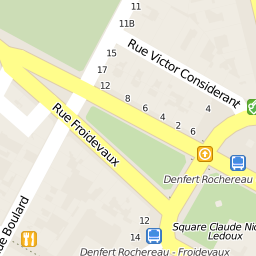 11
11B
15
17
12
Rue Victor Considerant
8
6
4
2
6
4
Rue Froidevaux
Denfert Rochereau
de Boulard
12
14
Square Claude Nic
Ledoux
Denfert Rochereau - Froidevaux